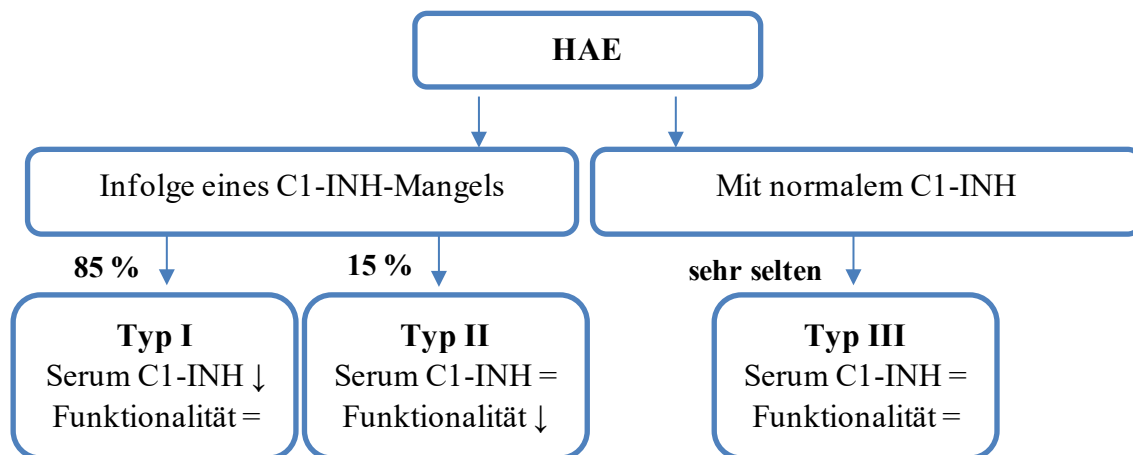 HAE
Infolge eines C1-INH-Mangels
Mit normalem C1-INH
85 %
15 %
sehr selten
Typ I
Serum C1-INH ↓
Funktionalität =
Typ II
Serum C1-INH =
Funktionalität ↓
Typ III
Serum C1-INH =
Funktionalität =